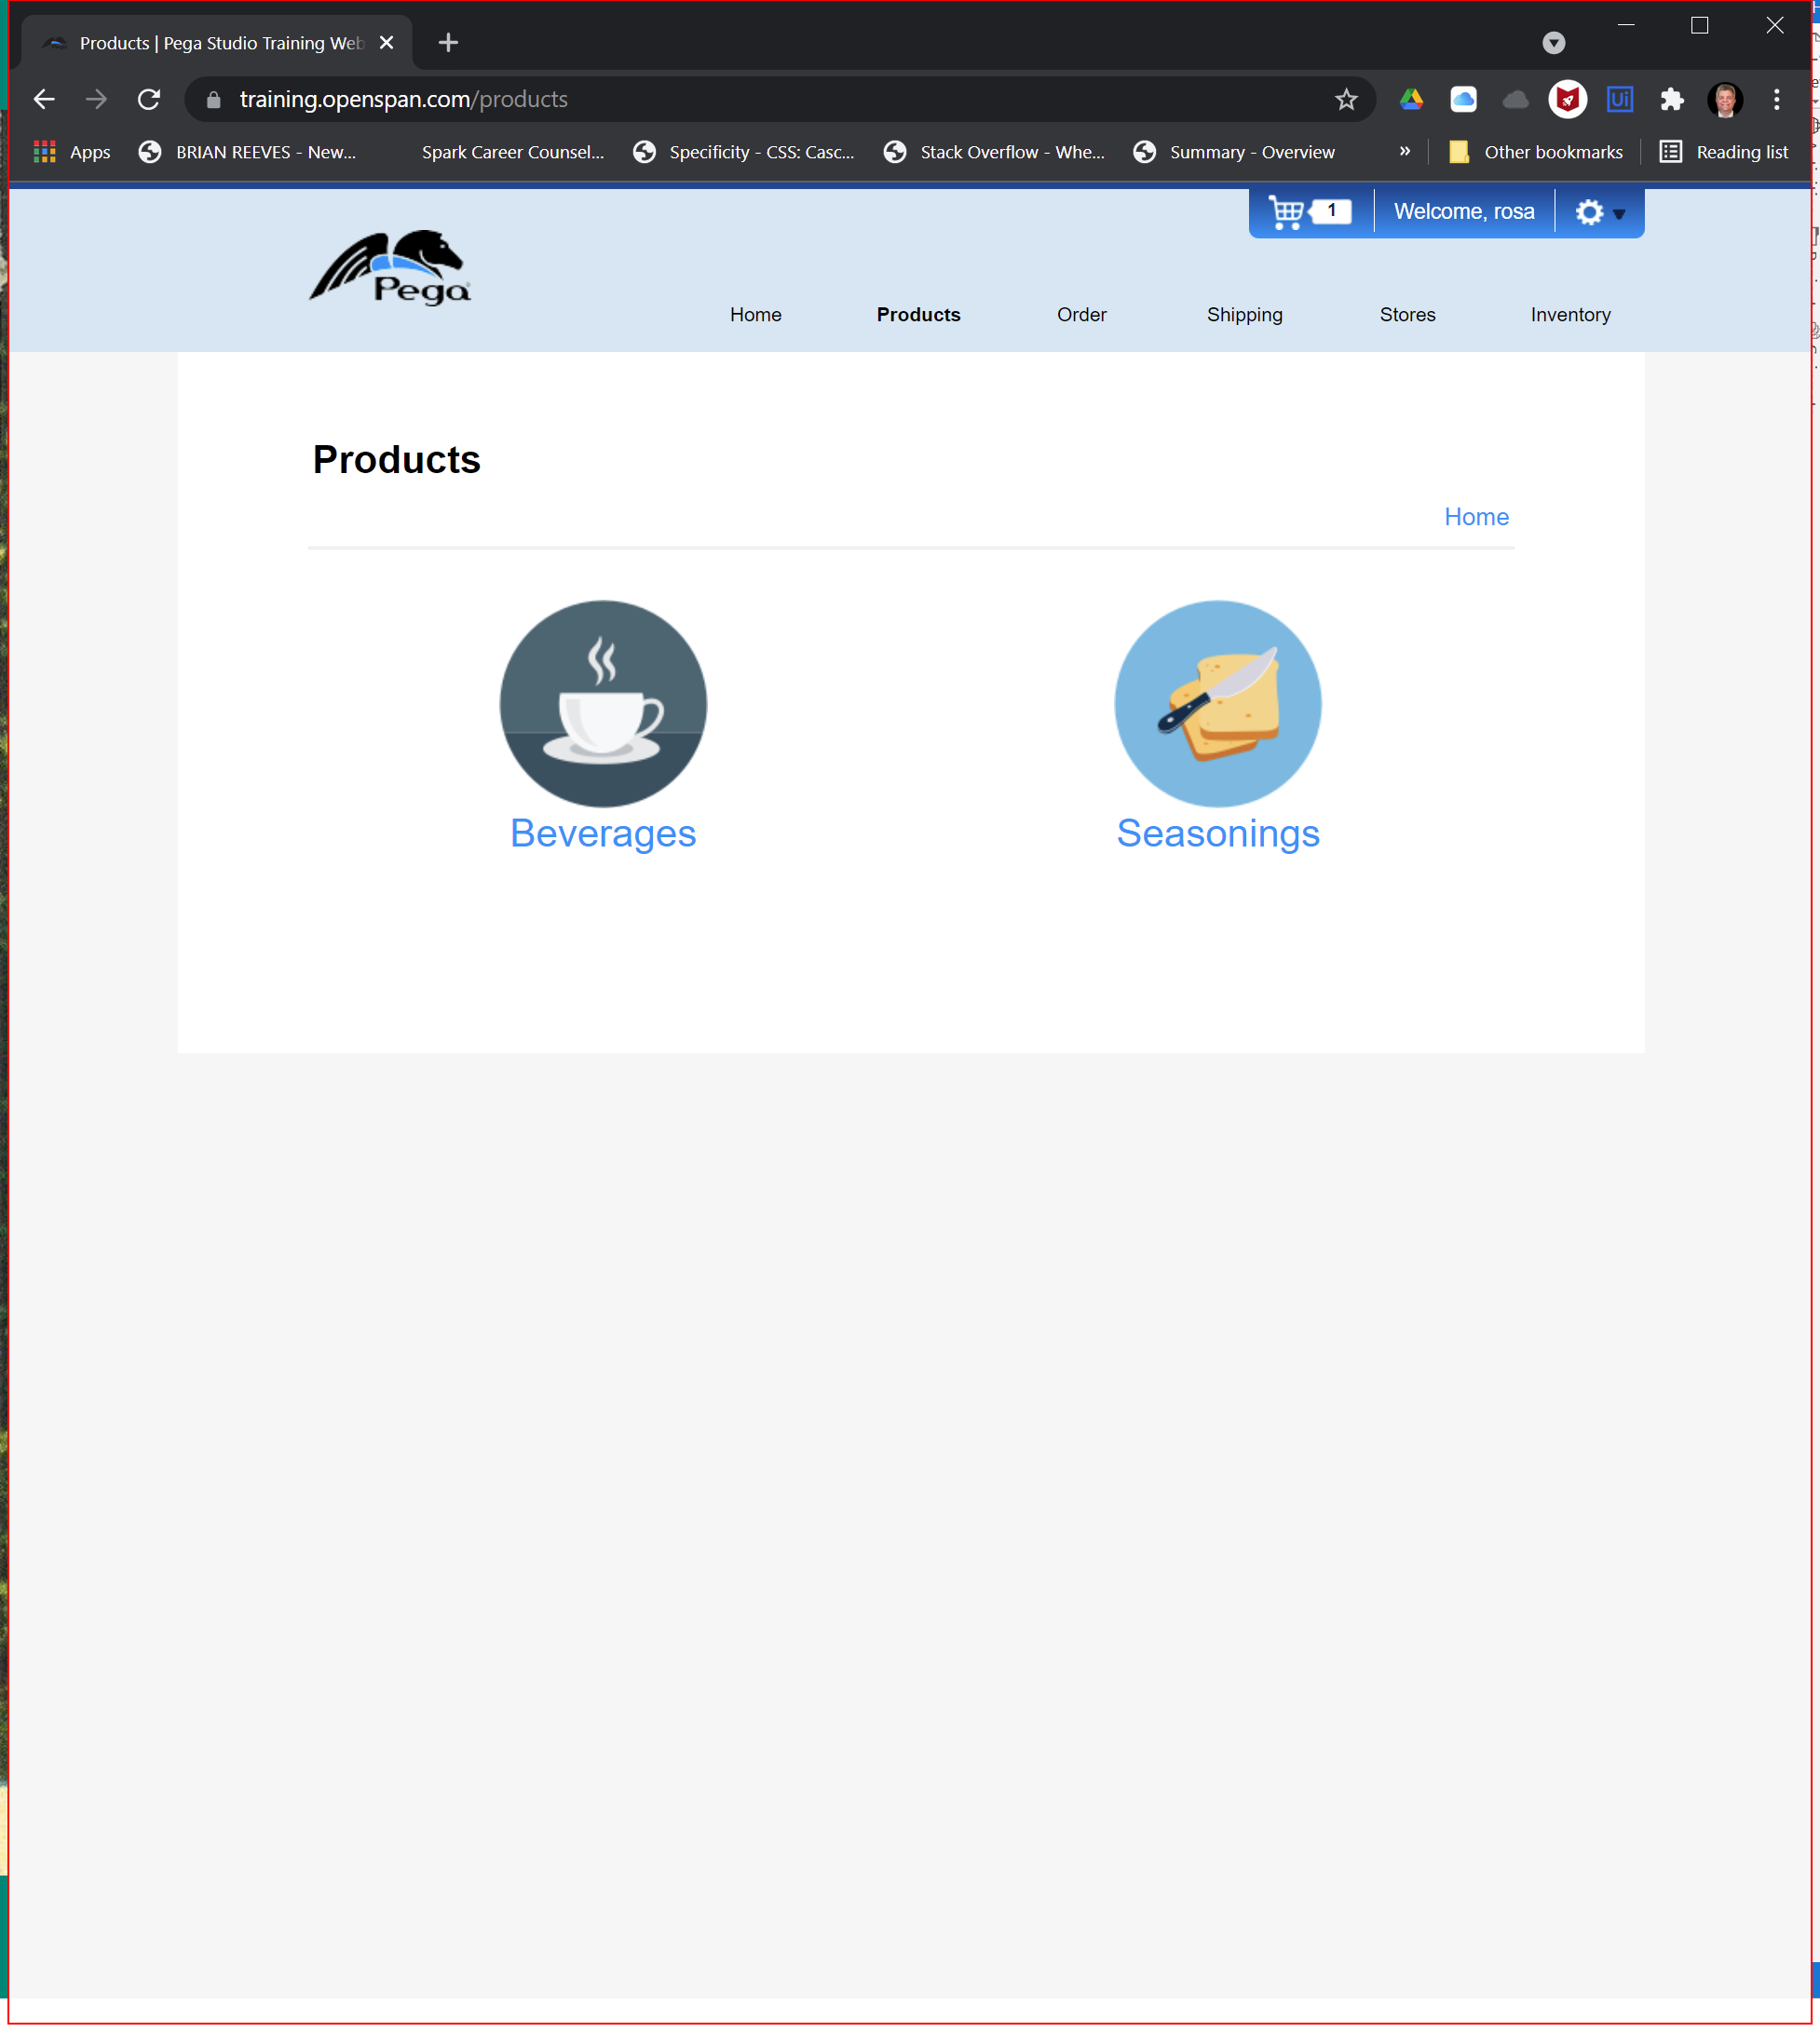 Products | Pega Studio Training Web
training.openspan.com/products
Ui
Apps
BRIAN REEVES - New...
Spark Career Counsel...
Specificity - CSS: Casc...
Stack Overflow - Whe...
Summary - Overview
»
Other bookmarks
Reading list
1
Welcome, rosa
Pega
Home
Products
Order
Shipping
Stores
Inventory
Products
Home
Beverages
Seasonings